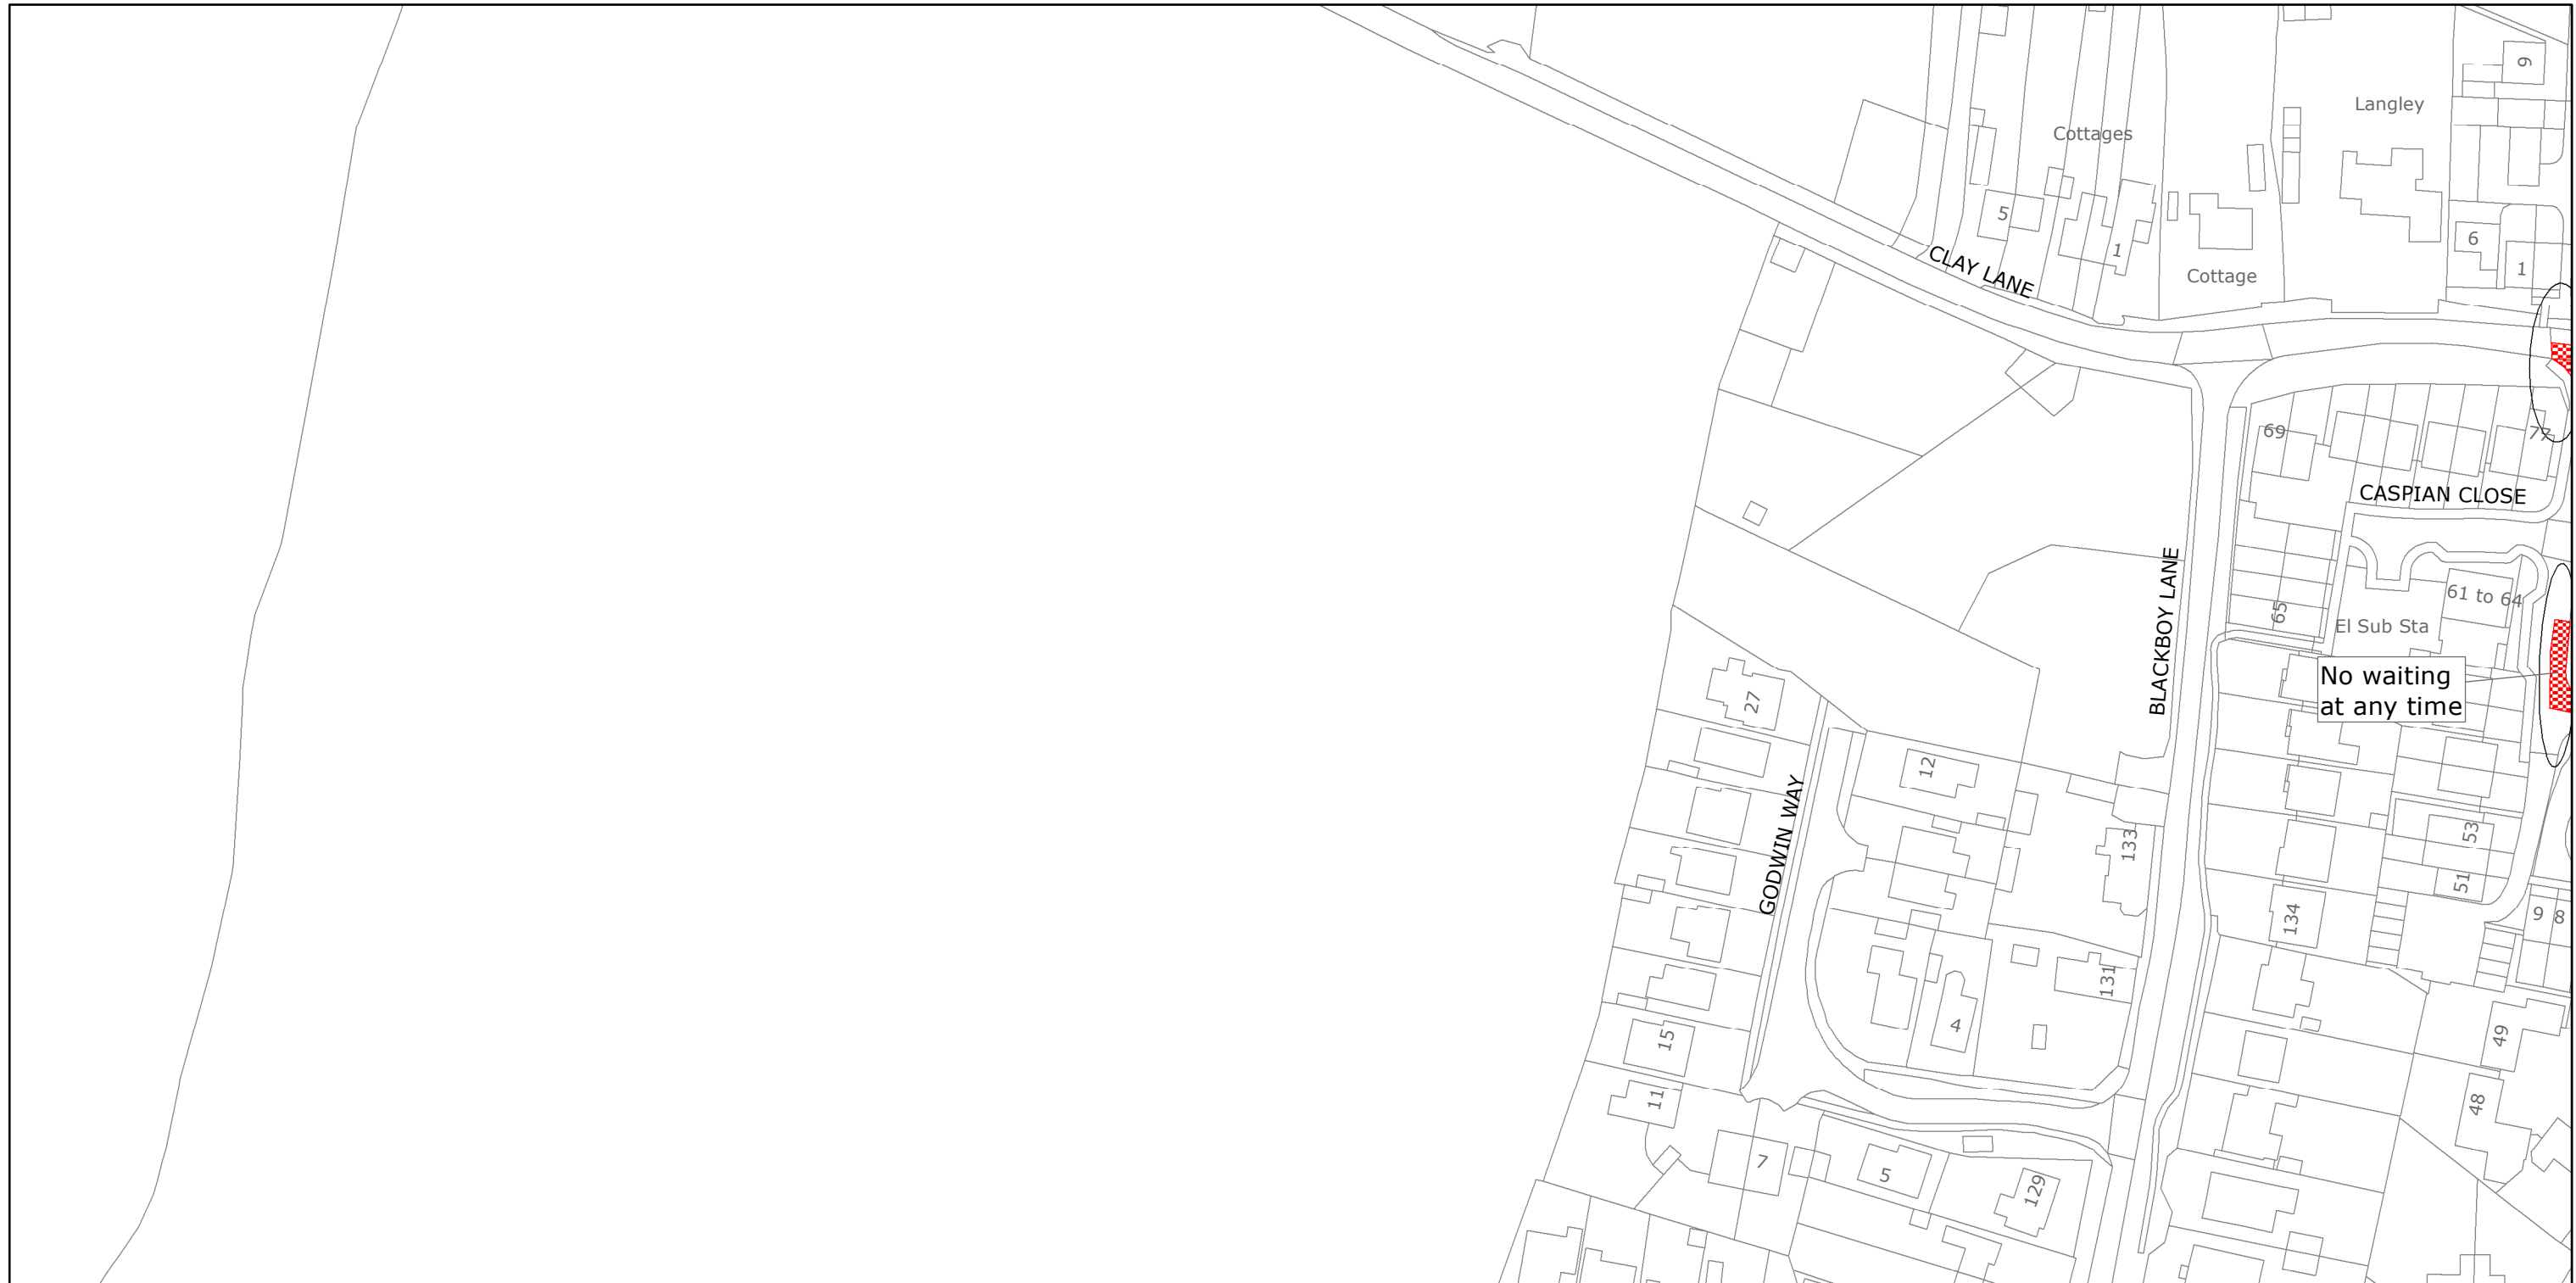 9
Langley
Cottages
5
1
6
1
CLAY LANE
Cottage
69
77
CASPIAN CLOSE
BLACKBOY LANE
61 to 64
65
El Sub Sta
No waiting
at any time
27
12
GODWIN WAY
133
53
51
134
9
8
131
4
15
49
11
48
7
5
129